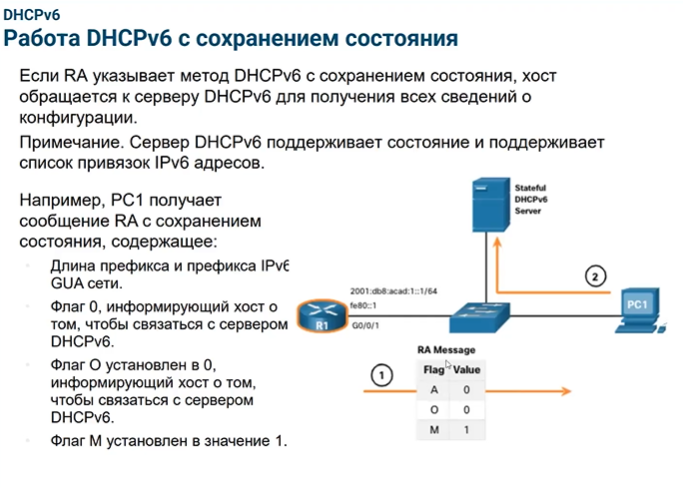 DHCPv6
Работа DHCPv6 с сохранением состояния
Если RA указывает метод DHCPv6 с сохранением состояния, хост
обращается к серверу DHCPv6 для получения всех сведений о
конфигурации.
Примечание. Сервер DHCPv6 поддерживает состояние и поддерживает
список привязок IPv6 адресов.
Например, PC1 получает
сообщение RA с сохранением
состояния, содержащее:
Длина префикса и префикса IPv6
GUA сети.
Флаг 0, информирующий хост о
том, чтобы связаться с сервером
DHCPv6.
Флаг О установлен в 0,
информирующий хост о том,
чтобы связаться с сервером
DHCPv6.
Флаг M установлен в значение 1.
Stateful
DHCPv6
Server
2
PC1
2001:db8:acad:1::1/64
fe80::1
R1
G0/0/1
RA Message
1
Flag Value
A 0
O 0
M 1